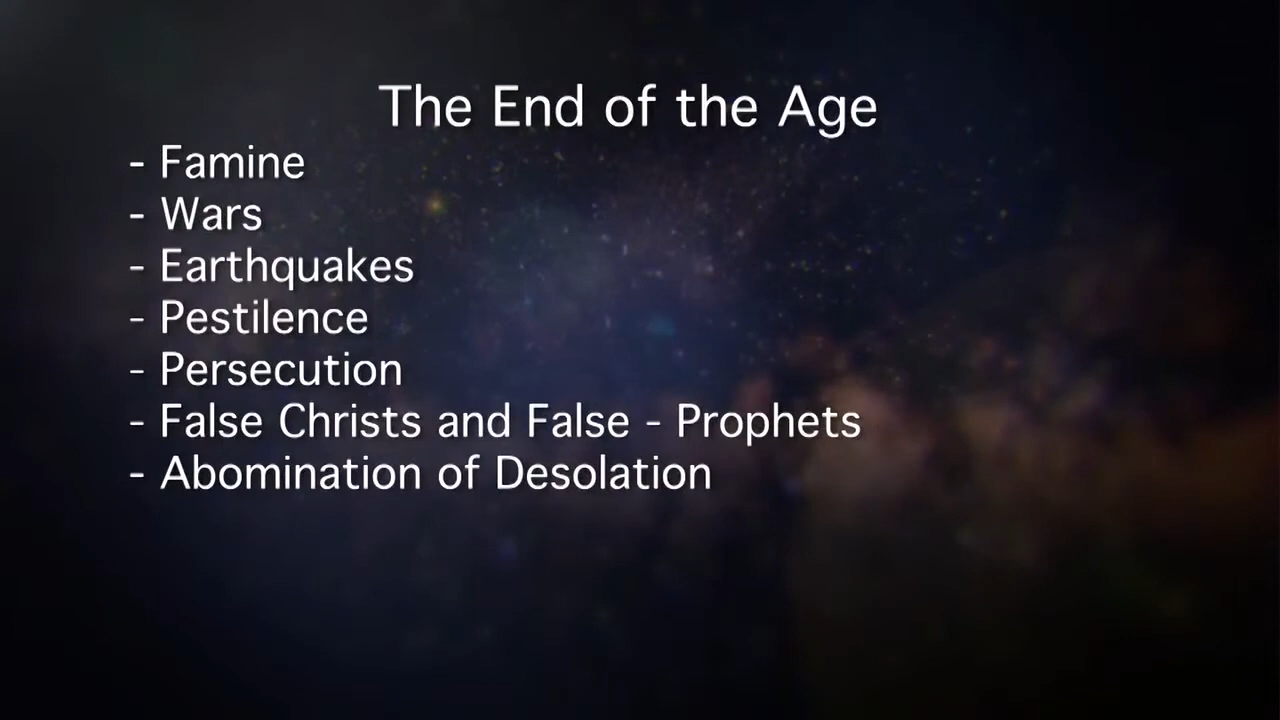 The End of the Age
- Famine
- Wars
- Earthquakes
- Pestilence
- Persecution
- False Christs and False - Prophets
- Abomination of Desolation